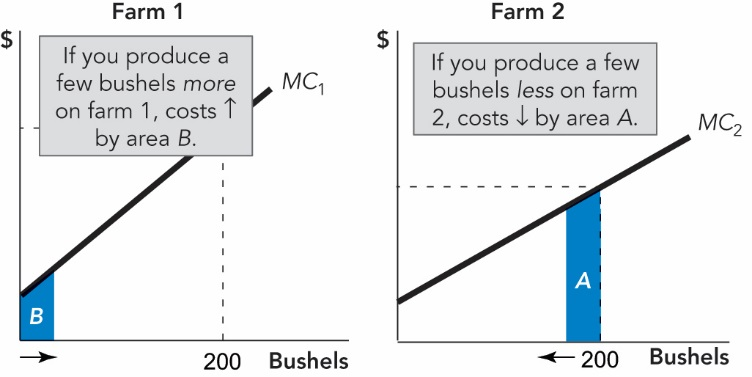 Farm 1
$
If you produce a
few bushels more
on farm 1, costs ↑
by area B.
MC₁
B
200 Bushels
Farm 2
$
If you produce a few
bushels less on farm
2, costs ↓ by area A.
MC₂
A
200 Bushels